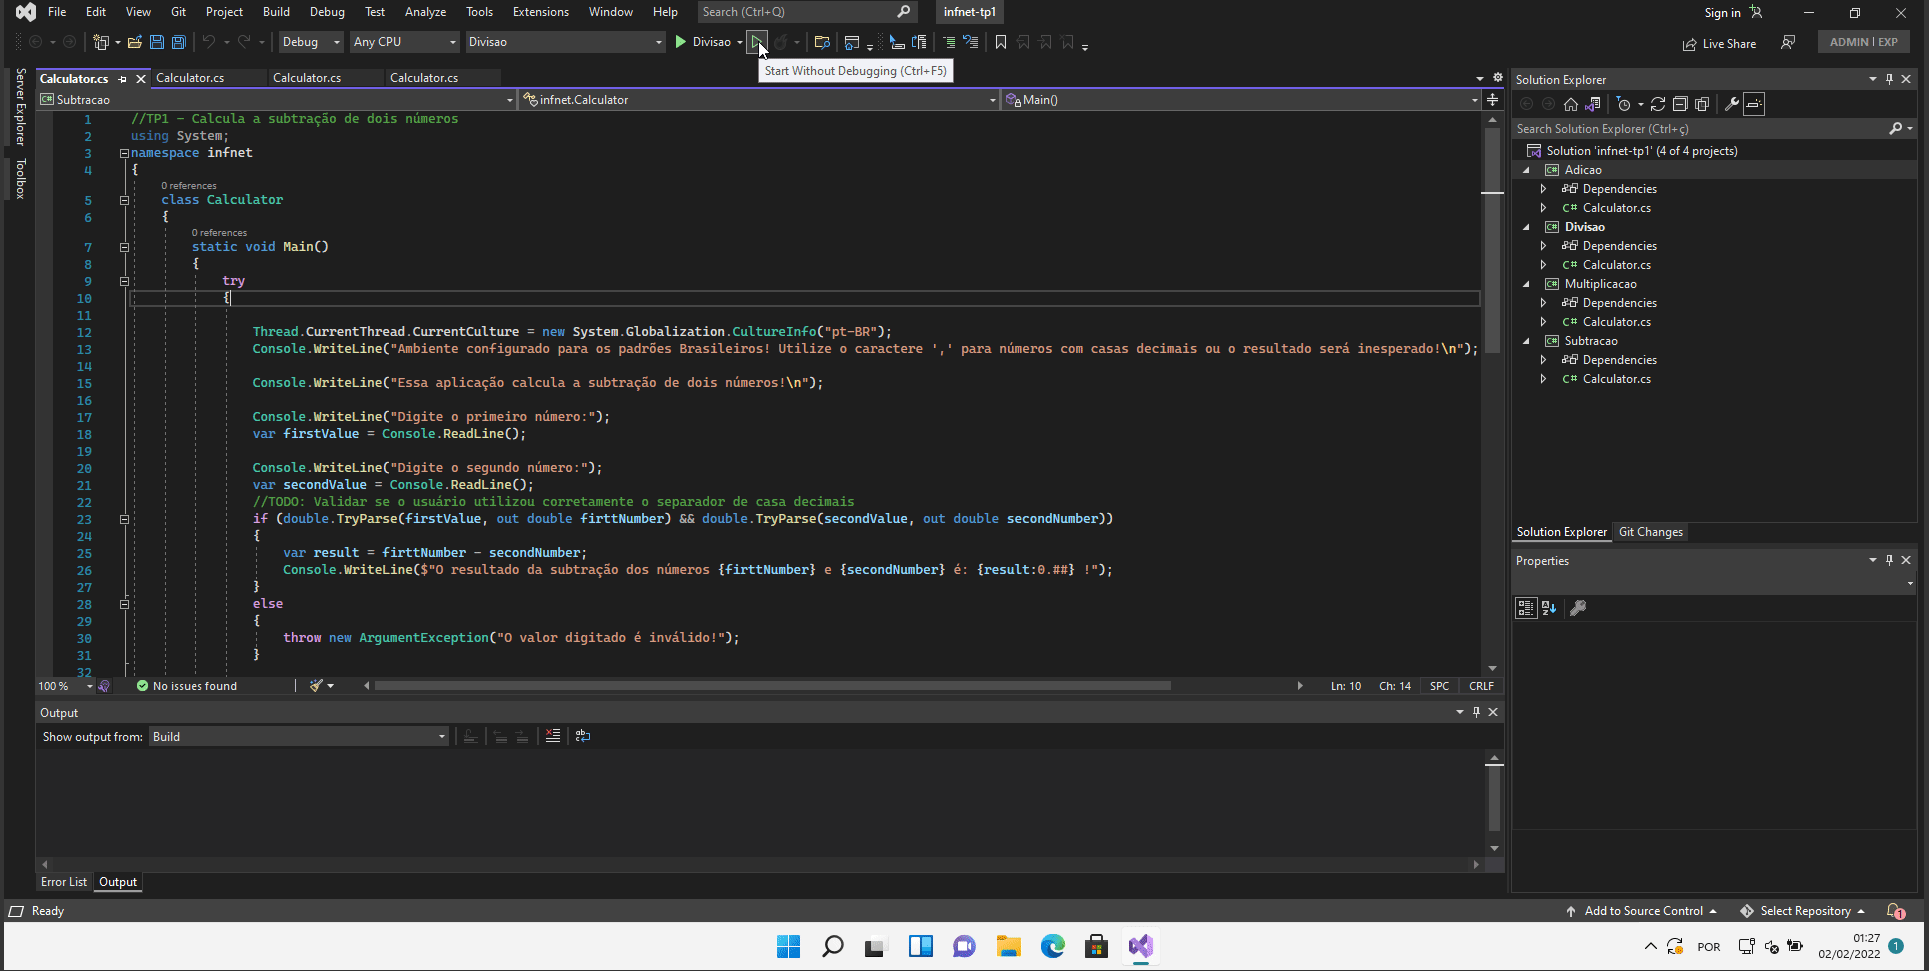 File Edit View Git Project Build Debug Test Analyze Tools Extensions Window Help Search (Ctrl+Q) infnet-tp1 Sign in
Debug Any CPU Divisao Divisao Live Share ADMIN | EXP
Start Without Debugging (Ctrl+F5)
Server Explorer
Toolbox
Calculator.cs Calculator.cs Calculator.cs Calculator.cs
Subtracao infnet.Calculator Main()
1 //TP1 - Calcula a subtração de dois números
2 using System;
3 namespace infnet
4 {
0 references
5 class Calculator
6 {
0 references
7 static void Main()
8 {
9 try
10 {
11
12 Thread.CurrentThread.CurrentCulture = new System.Globalization.CultureInfo("pt-BR");
13 Console.WriteLine("Ambiente configurado para os padrões Brasileiros! Utilize o caractere ',' para números com casas decimais ou o resultado será inesperado!\n");
14
15 Console.WriteLine("Essa aplicação calcula a subtração de dois números!\n");
16
17 Console.WriteLine("Digite o primeiro número:");
18 var firstValue = Console.ReadLine();
19
20 Console.WriteLine("Digite o segundo número:");
21 var secondValue = Console.ReadLine();
22 //TODO: Validar se o usuário utilizou corretamente o separador de casa decimais
23 if (double.TryParse(firstValue, out double firttNumber) && double.TryParse(secondValue, out double secondNumber))
24 {
25 var result = firttNumber - secondNumber;
26 Console.WriteLine($"O resultado da subtração dos números {firttNumber} e {secondNumber} é: {result:0.##} !");
27 }
28 else
29 {
30 throw new ArgumentException("O valor digitado é inválido!");
31 }
32
100 % No issues found Ln: 10 Ch: 14 SPC CRLF
Output
Show output from: Build
Error List Output
Solution Explorer
Search Solution Explorer (Ctrl+ç)
Solution 'infnet-tp1' (4 of 4 projects)
C# Adicao
Dependencies
C# Calculator.cs
C# Divisao
Dependencies
C# Calculator.cs
C# Multiplicacao
Dependencies
C# Calculator.cs
C# Subtracao
Dependencies
C# Calculator.cs
Solution Explorer Git Changes
Properties
Ready Add to Source Control Select Repository 1
POR 01:27
02/02/2022 1